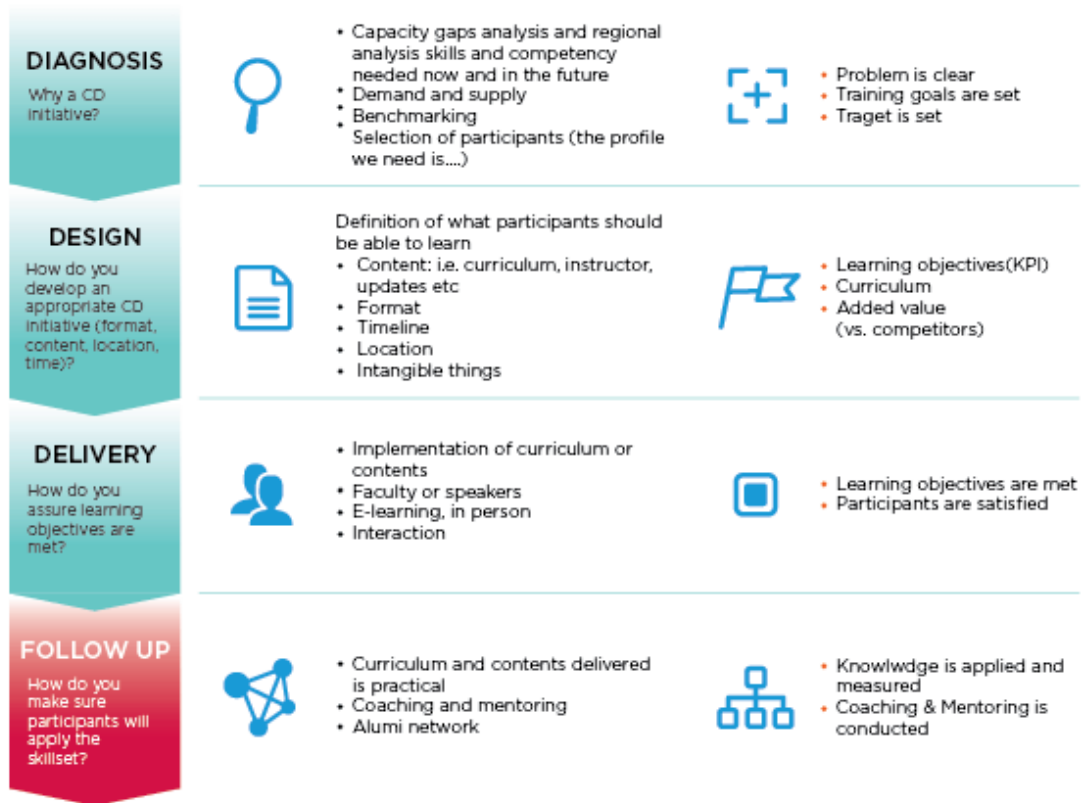 DIAGNOSIS
Why a CD
initiative?
• Capacity gaps analysis and regional
analysis skills and competency
needed now and in the future
• Demand and supply
• Benchmarking
• Selection of participants (the profile
we need is....)
• Problem is clear
• Training goals are set
• Traget is set
DESIGN
How do you
develop an
appropriate CD
initiative (format,
content, location,
time)?
Definition of what participants should
be able to learn
• Content: i.e. curriculum, instructor,
updates etc
• Format
• Timeline
• Location
• Intangible things
• Learning objectives(KPI)
• Curriculum
• Added value
(vs. competitors)
DELIVERY
How do you
assure learning
objectives are
met?
• Implementation of curriculum or
contents
• Faculty or speakers
• E-learning, in person
• Interaction
• Learning objectives are met
• Participants are satisfied
FOLLOW UP
How do you
make sure
participants will
apply the
skillset?
• Curriculum and contents delivered
is practical
• Coaching and mentoring
• Alumi network
• Knowlwdge is applied and
measured
• Coaching & Mentoring is
conducted